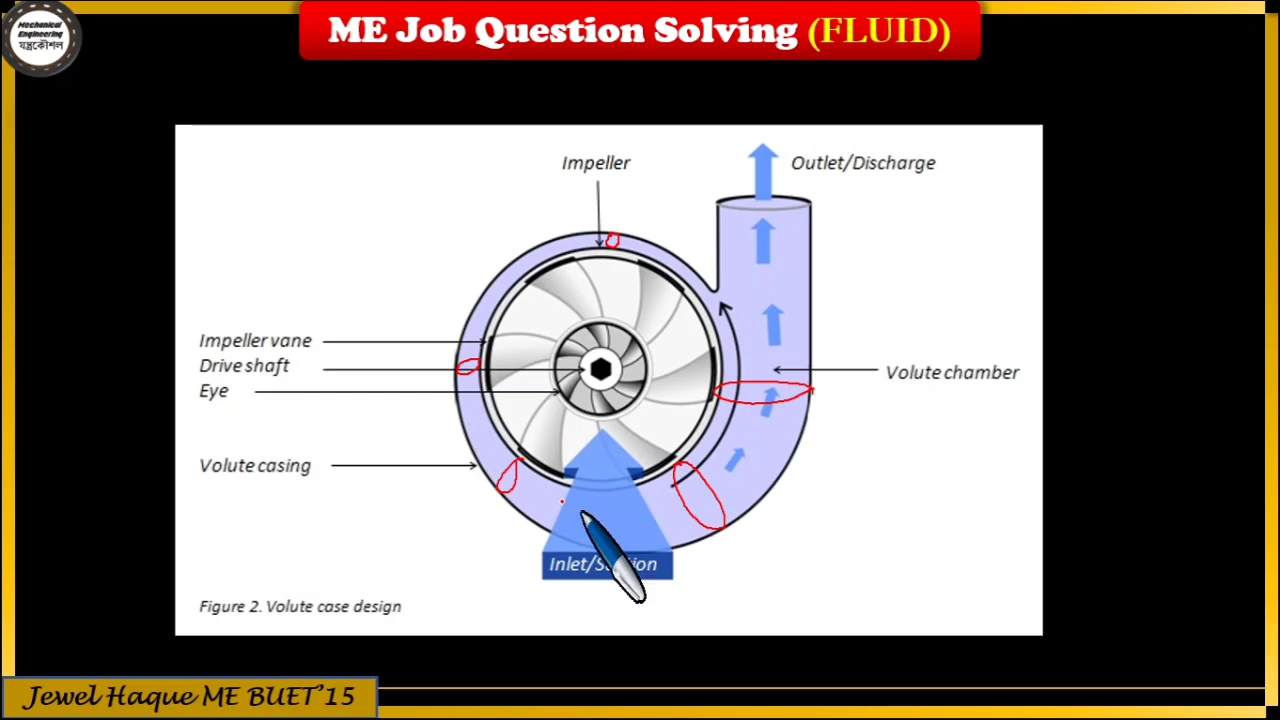 Mechanical
Engineering
যন্ত্রকৌশল
ME Job Question Solving (FLUID)
Impeller
Outlet/Discharge
Impeller vane
Drive shaft
Eye
Volute chamber
Volute casing
Inlet/
Figure 2. Volute case design
Jewel Haque ME BUET'15